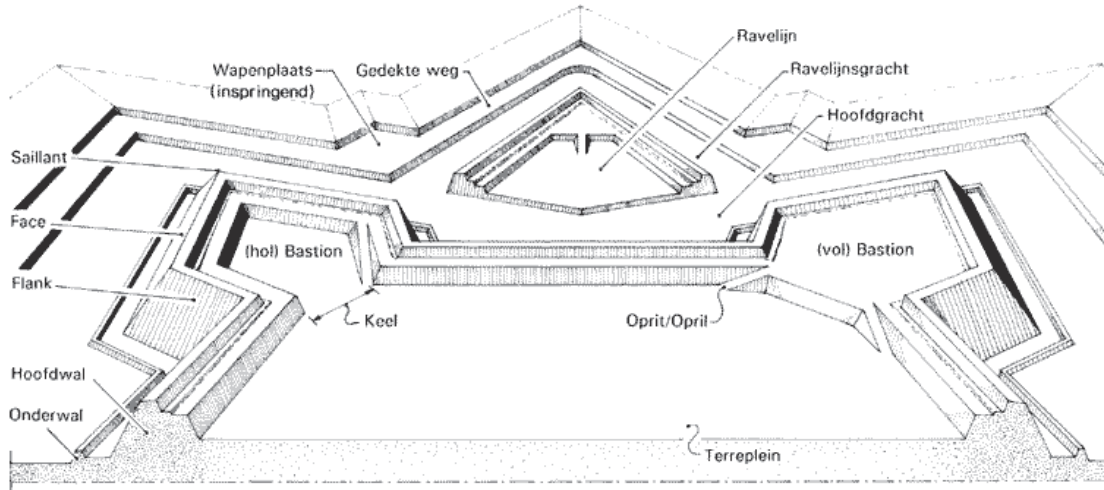 Ravelijn
Wapenplaats
(inspringend)
Gedekte weg
Ravelijnsgracht
Hoofdgracht
Saillant
Face
(hol) Bastion
(vol) Bastion
Flank
Keel
Oprit/Opril
Hoofdwal
Onderwal
Terreplein